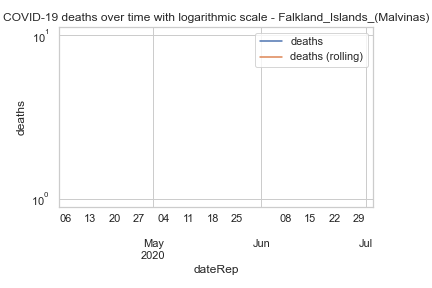 COVID-19 deaths over time with logarithmic scale - Falkland_Islands_(Malvinas)
10¹
deaths
deaths (rolling)
deaths
10⁰
06 13 20 27 04 11 18 25 08 15 22 29
May Jun Jul
2020
dateRep